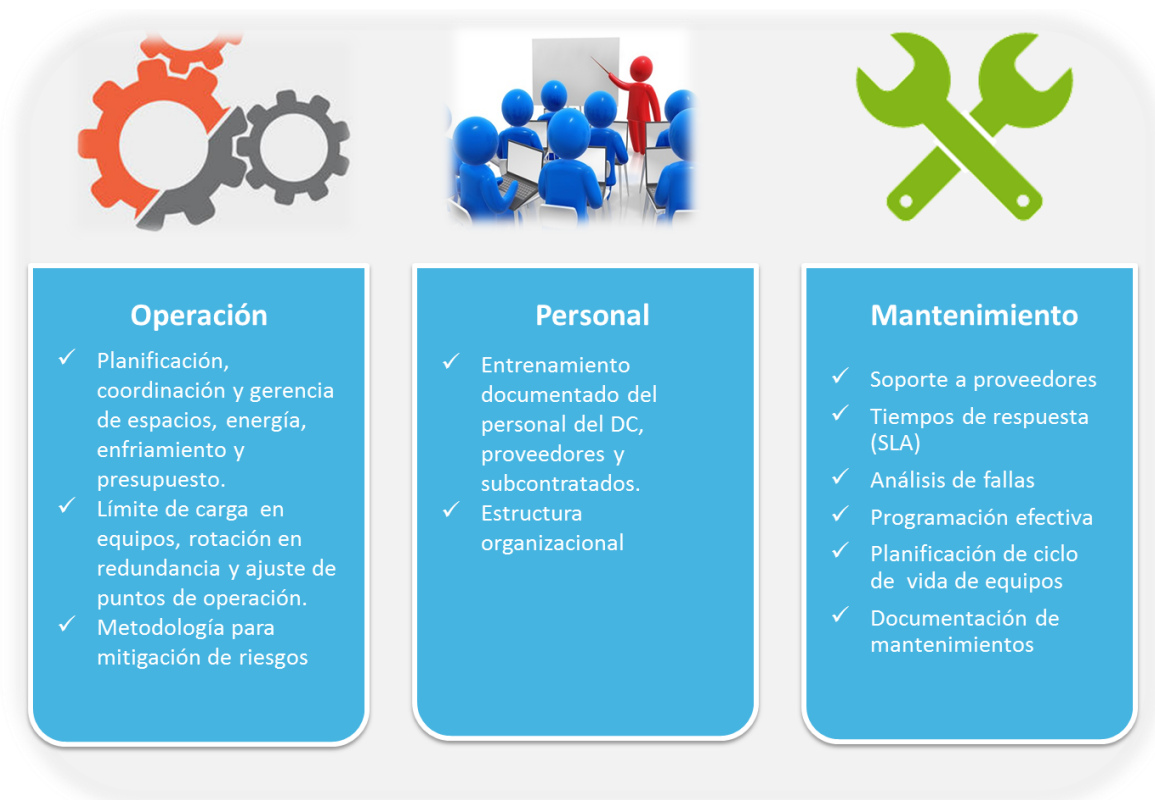 Operación
Planificación,
coordinación y gerencia
de espacios, energía,
enfriamiento y
presupuesto.
Límite de carga en
equipos, rotación en
redundancia y ajuste de
puntos de operación.
Metodología para
mitigación de riesgos
Personal
Entrenamiento
documentado del
personal del DC,
proveedores y
subcontratados.
Estructura
organizacional
Mantenimiento
Soporte a proveedores
Tiempos de respuesta
(SLA)
Análisis de fallas
Programación efectiva
Planificación de ciclo
de vida de equipos
Documentación de
mantenimientos